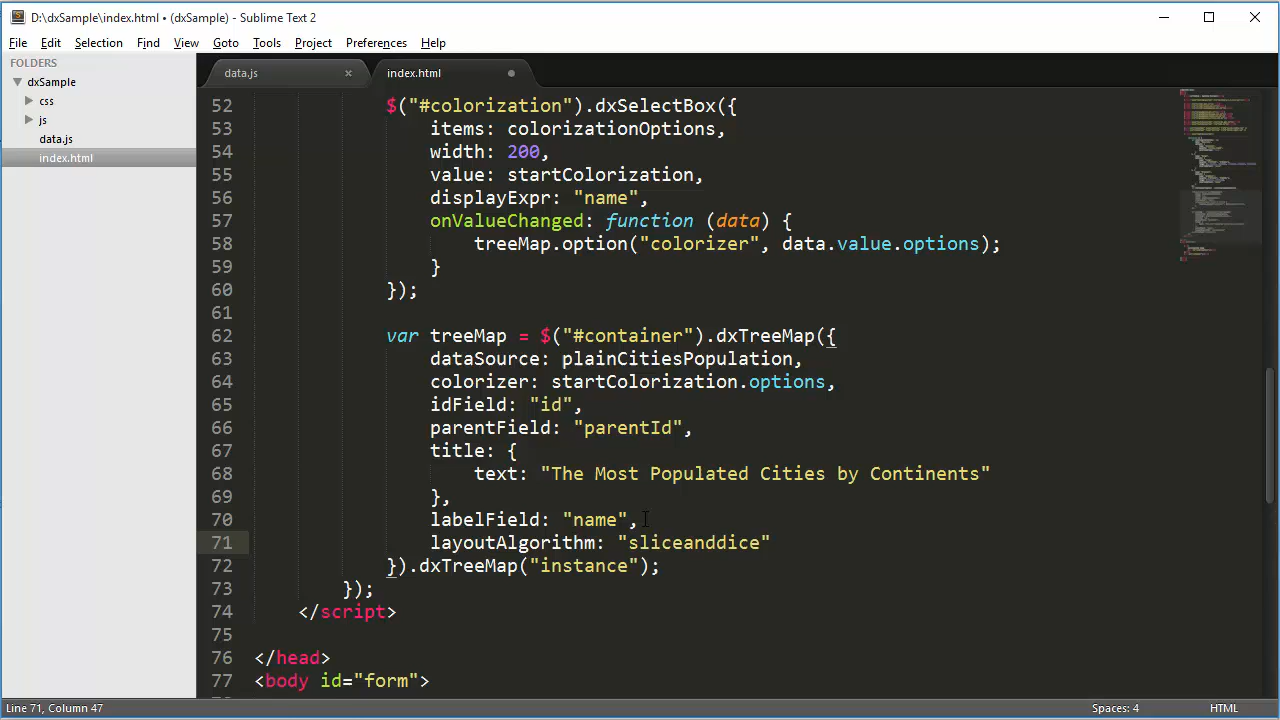 D:\dxSample\index.html • (dxSample) - Sublime Text 2
File Edit Selection Find View Goto Tools Project Preferences Help
FOLDERS
dxSample
css
js
data.js
index.html
data.js × index.html
52 $("#colorization").dxSelectBox({
53 items: colorizationOptions,
54 width: 200,
55 value: startColorization,
56 displayExpr: "name",
57 onValueChanged: function (data) {
58 treeMap.option("colorizer", data.value.options);
59 }
60 });
61
62 var treeMap = $("#container").dxTreeMap({
63 dataSource: plainCitiesPopulation,
64 colorizer: startColorization.options,
65 idField: "id",
66 parentField: "parentId",
67 title: {
68 text: "The Most Populated Cities by Continents"
69 },
70 labelField: "name",
71 layoutAlgorithm: "sliceanddice"
72 }).dxTreeMap("instance");
73 });
74 </script>
75
76 </head>
77 <body id="form">
Line 71, Column 47 Spaces: 4 HTML